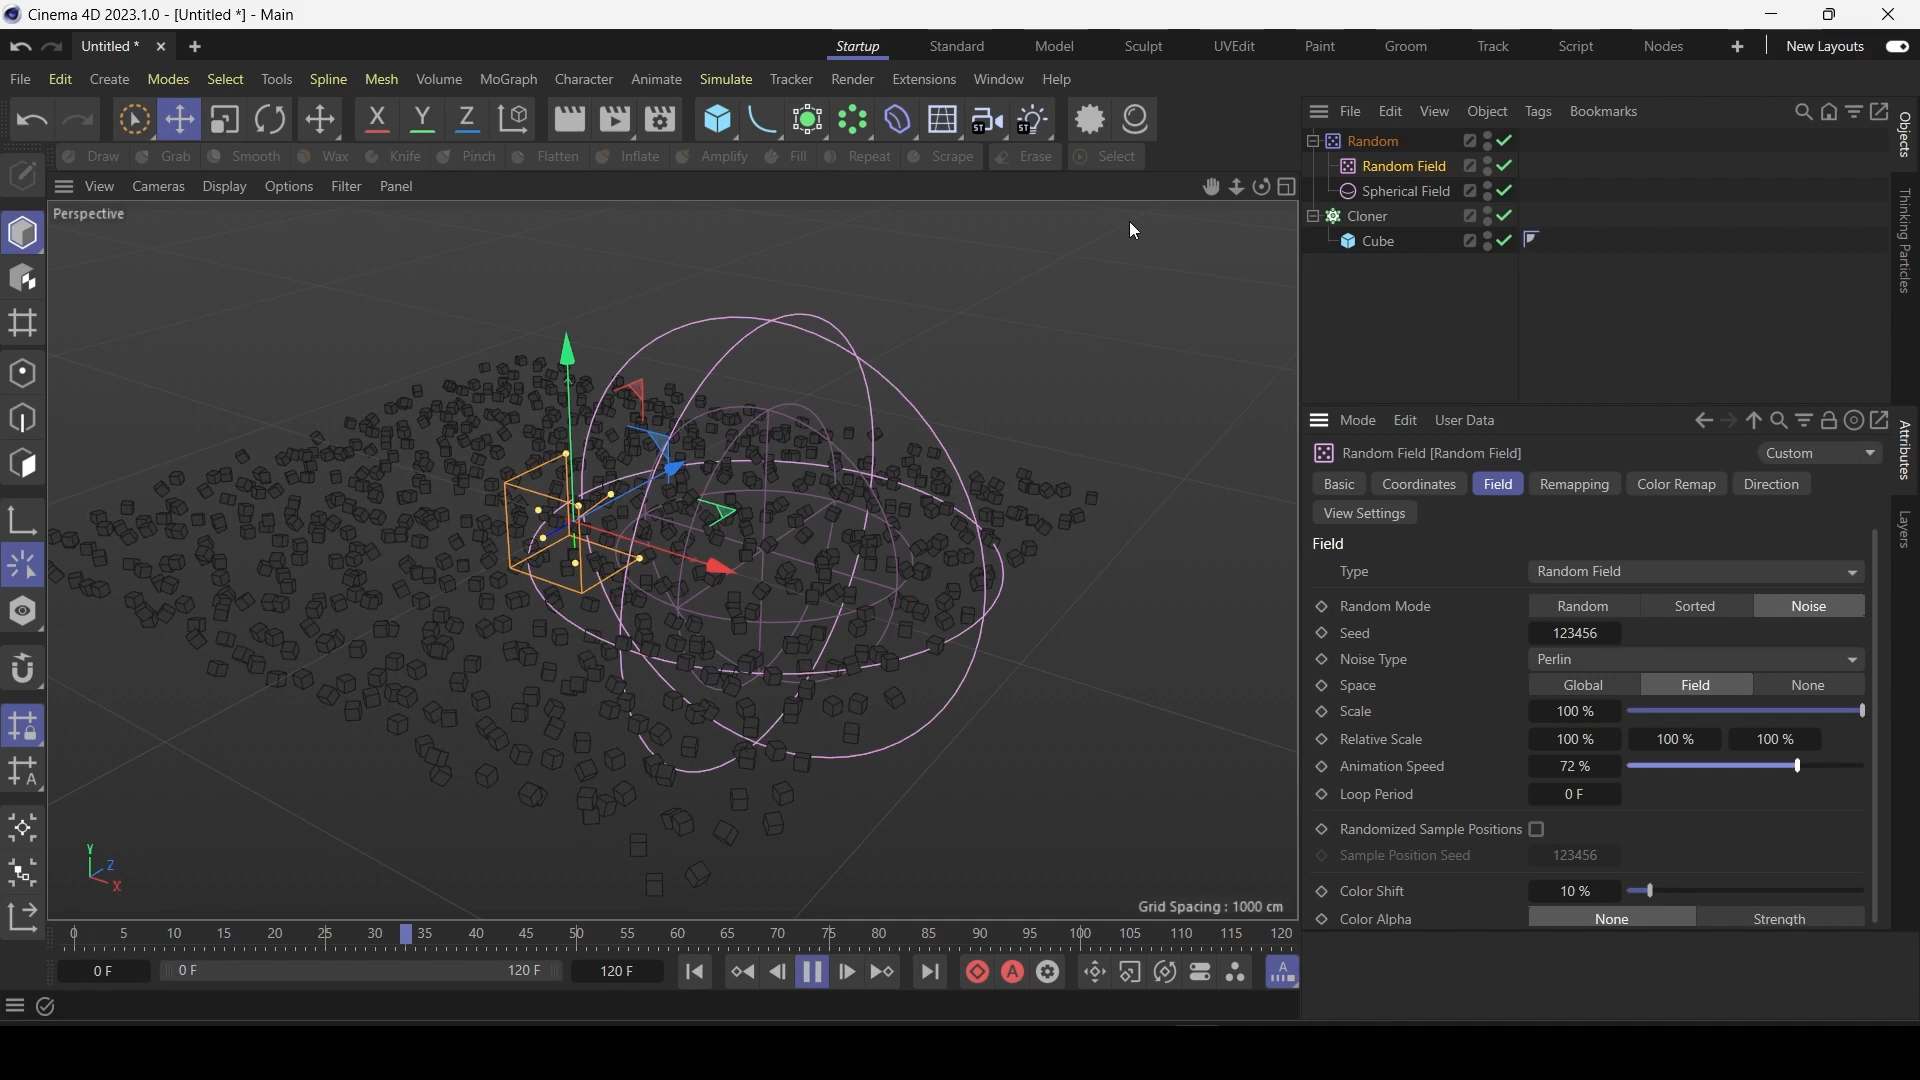 Cinema 4D 2023.1.0 - [Untitled *] - Main
Untitled *
Startup Standard Model Sculpt UVEdit Paint Groom Track Script Nodes New Layouts
File Edit Create Modes Select Tools Spline Mesh Volume MoGraph Character Animate Simulate Tracker Render Extensions Window Help
X Y Z ST ST
File Edit View Object Tags Bookmarks
Draw Grab Smooth Wax Knife Pinch Flatten Inflate Amplify Fill Repeat Scrape Erase Select
View Cameras Display Options Filter Panel
Perspective
Random
Random Field
Spherical Field
Cloner
Cube
Objects
Thinking Particles
Mode Edit User Data
Random Field [Random Field] Custom
Basic Coordinates Field Remapping Color Remap Direction
View Settings
Field
Type Random Field
Random Mode Random Sorted Noise
Seed 123456
Noise Type Perlin
Space Global Field None
Scale 100 %
Relative Scale 100 % 100 % 100 %
Animation Speed 72 %
Loop Period 0 F
Randomized Sample Positions
Sample Position Seed 123456
Color Shift 10 %
Color Alpha None Strength
Attributes
Layers
A
Y
Z
X
Grid Spacing : 1000 cm
0 5 10 15 20 25 30 35 40 45 50 55 60 65 70 75 80 85 90 95 100 105 110 115 120
0 F 0 F 120 F 120 F A A